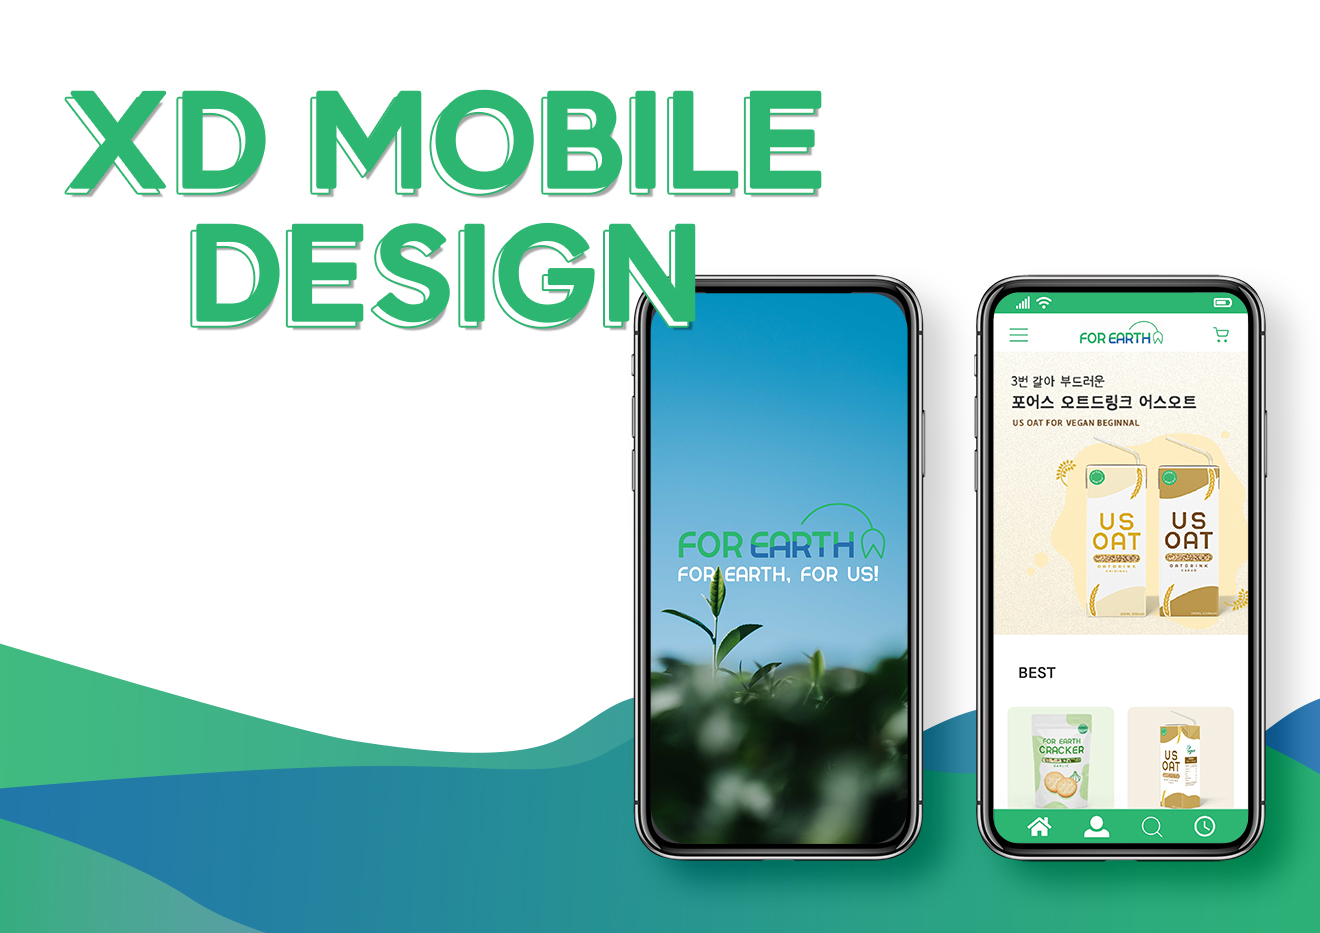 XD MOBILE
DESIGN
FOR EARTH
FOR EARTH, FOR US!
FOR EARTH
3번 갈아 부드러운
포어스 오트드링크 어스오트
US OAT FOR VEGAN BEGINNAL
US
OAT
OATDRINK
ORIGINAL
US
OAT
OATDRINK
CACAO
BEST
FOR EARTH
CRACKER
GARLIC
US
OAT